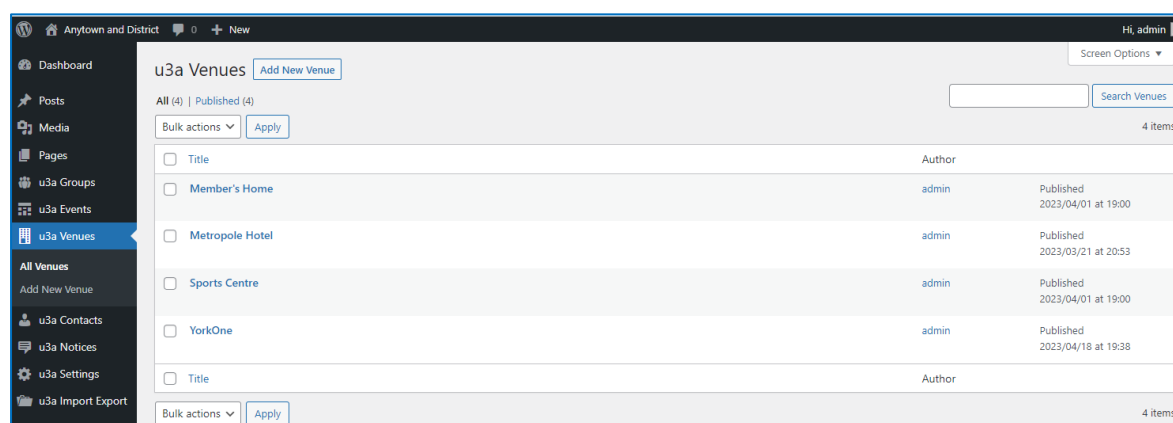 Anytown and District 0 New Hi, admin
Screen Options ▼
Dashboard
Posts
Media
Pages
u3a Groups
u3a Events
u3a Venues
All Venues
Add New Venue
u3a Contacts
u3a Notices
u3a Settings
u3a Import Export
u3a Venues Add New Venue
All (4) | Published (4)
Search Venues
Bulk actions Apply 4 items
Title Author
Member's Home admin Published
2023/04/01 at 19:00
Metropole Hotel admin Published
2023/03/21 at 20:53
Sports Centre admin Published
2023/04/01 at 19:00
YorkOne admin Published
2023/04/18 at 19:38
Title Author
Bulk actions Apply 4 items